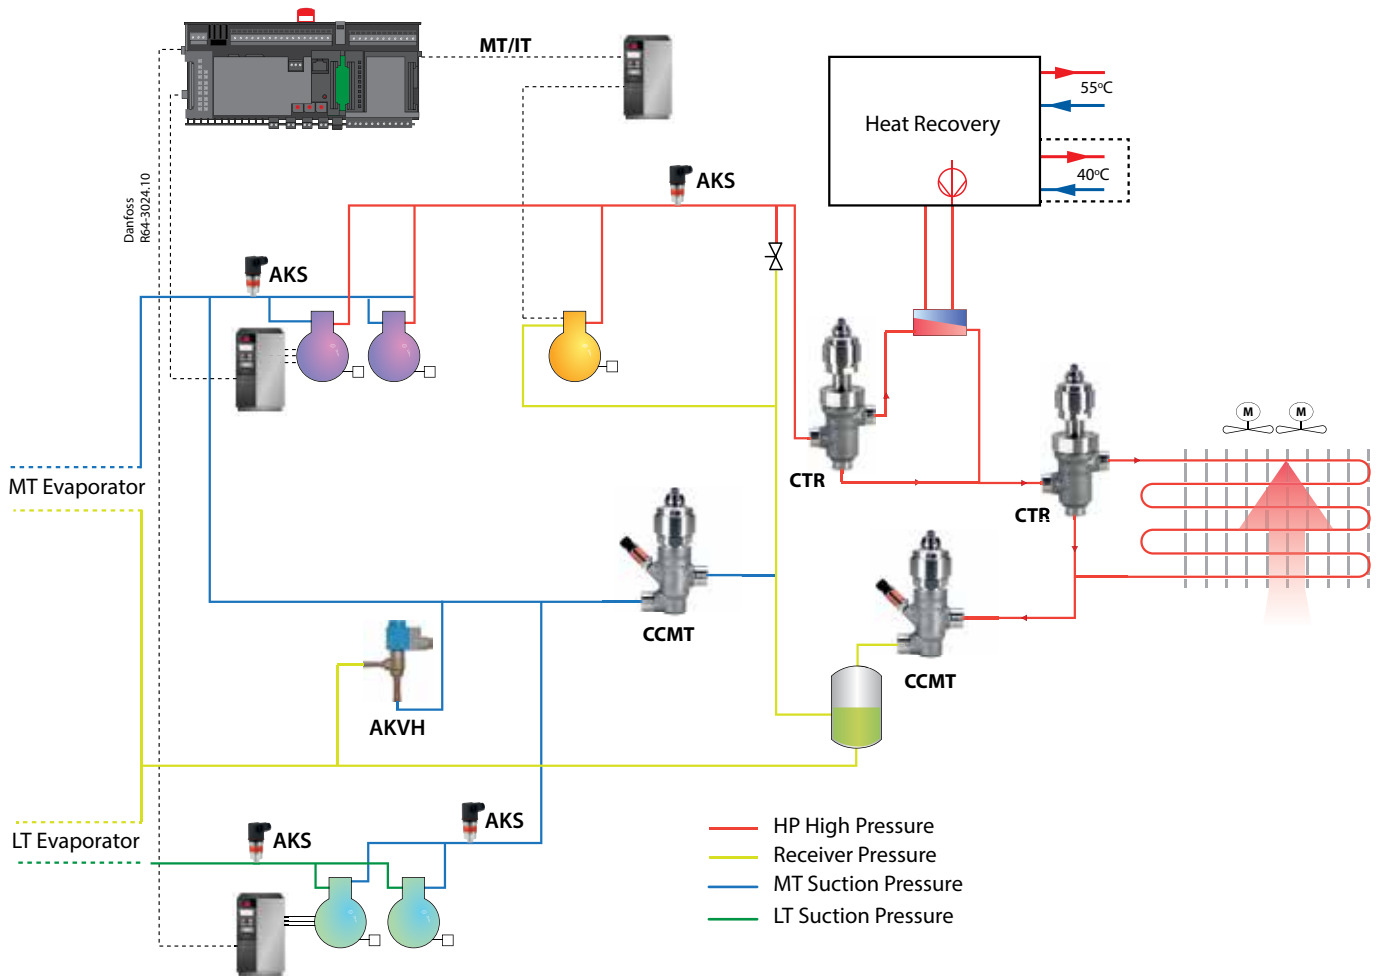 MT/IT
55°C
Heat Recovery
40°C
AKS
Danfoss
R64-3024.10
AKS
M M
CTR
MT Evaporator
CTR
CCMT
CCMT
AKVH
AKS
AKS
LT Evaporator
HP High Pressure
Receiver Pressure
MT Suction Pressure
LT Suction Pressure